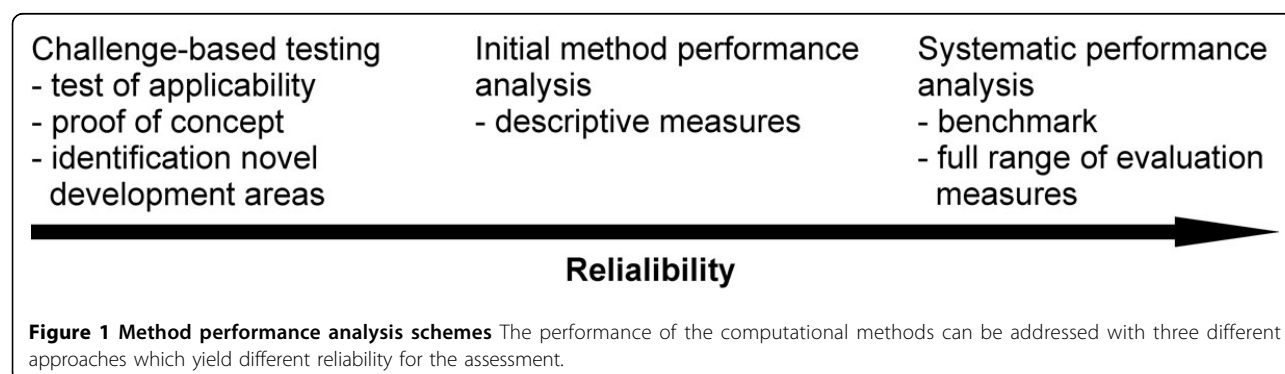 Challenge-based testing
- test of applicability
- proof of concept
- identification novel
development areas
Initial method performance
analysis
- descriptive measures
Systematic performance
analysis
- benchmark
- full range of evaluation
measures
Relialibility
Figure 1 Method performance analysis schemes The performance of the computational methods can be addressed with three different
approaches which yield different reliability for the assessment.